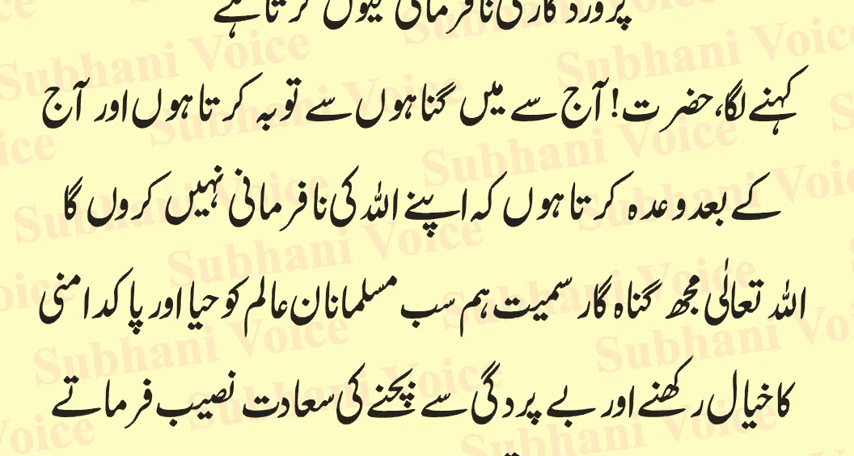 پروردگار کی نافرمانی کیوں کرتا ہے
کہنے لگا، حضرت! آج سے میں گناہوں سے توبہ کرتا ہوں اور آج
کے بعد وعدہ کرتا ہوں کہ اپنے اللہ کی نافرمانی نہیں کروں گا
اللہ تعالٰی مجھ گناہ گار سمیت ہم سب مسلمانان عالم کو حیا اور پاکدامنی
کا خیال رکھنے اور بے پردگی سے بچنے کی سعادت نصیب فرماتے